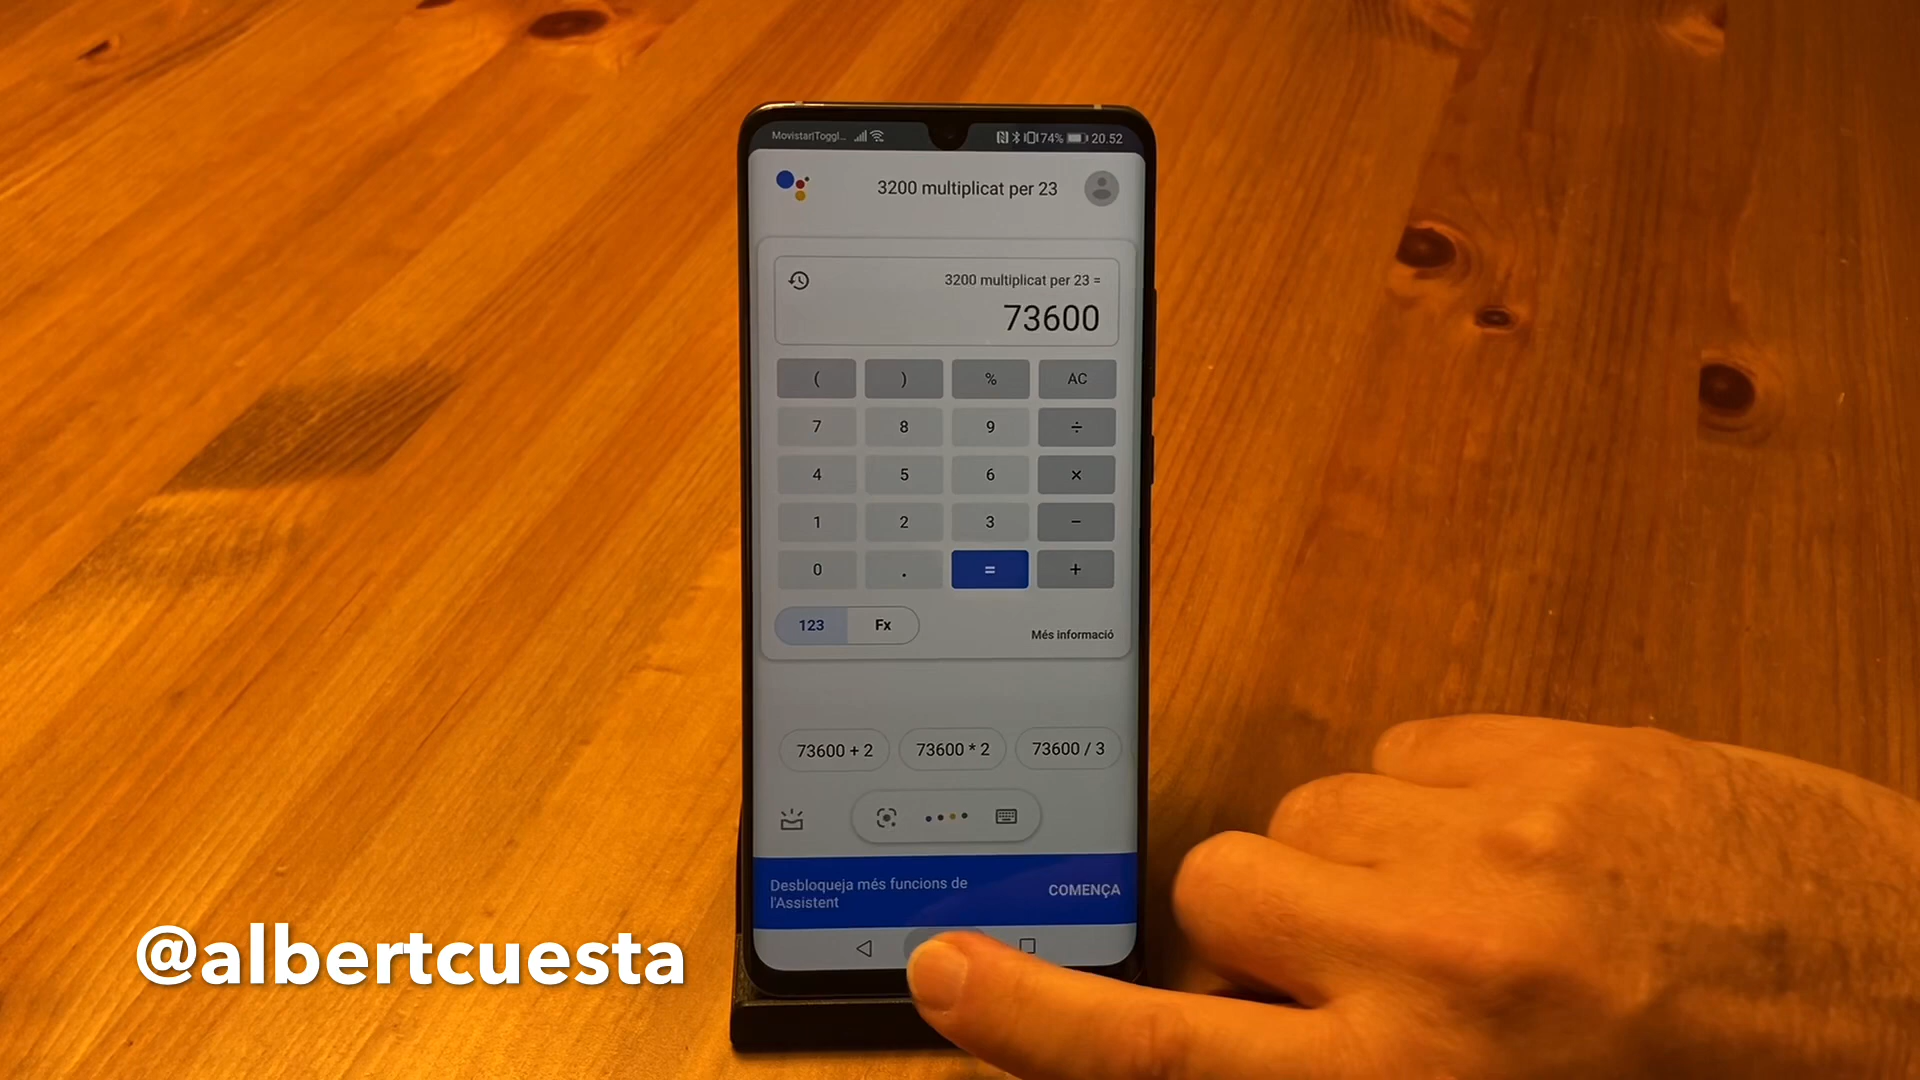 Movistar|Toggl... 74% 20.52
3200 multiplicat per 23
3200 multiplicat per 23 =
73600
( ) % AC
7 8 9 ÷
4 5 6 ×
1 2 3 −
0 . = +
123 Fx
Més informació
73600 + 2 73600 * 2 73600 / 3
Desbloqueja més funcions de
l'Assistent
COMENÇA
@albertcuesta